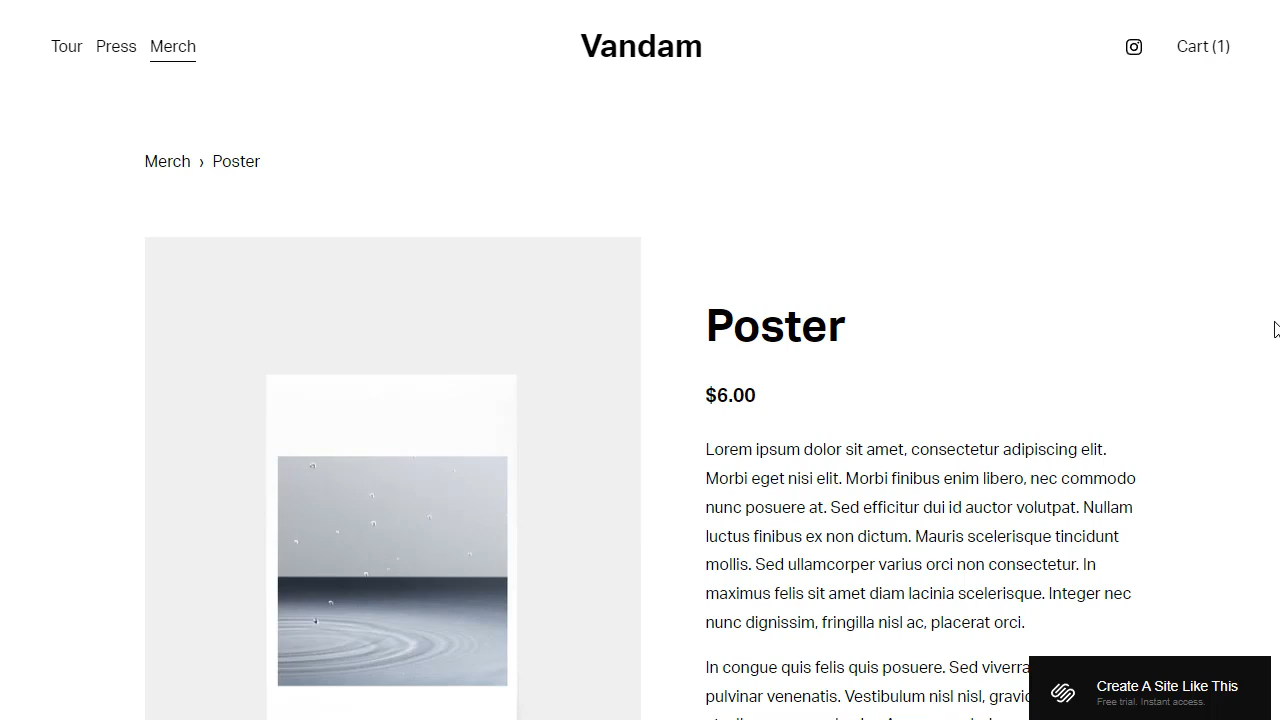 Tour Press Merch
Vandam
Cart (1)
Merch › Poster
Poster
$6.00
Lorem ipsum dolor sit amet, consectetur adipiscing elit.
Morbi eget nisi elit. Morbi finibus enim libero, nec commodo
nunc posuere at. Sed efficitur dui id auctor volutpat. Nullam
luctus finibus ex non dictum. Mauris scelerisque tincidunt
mollis. Sed ullamcorper varius orci non consectetur. In
maximus felis sit amet diam lacinia scelerisque. Integer nec
nunc dignissim, fringilla nisl ac, placerat orci.
In congue quis felis quis posuere. Sed viverra
pulvinar venenatis. Vestibulum nisl nisl,
Create A Site Like This
Free trial. Instant access.